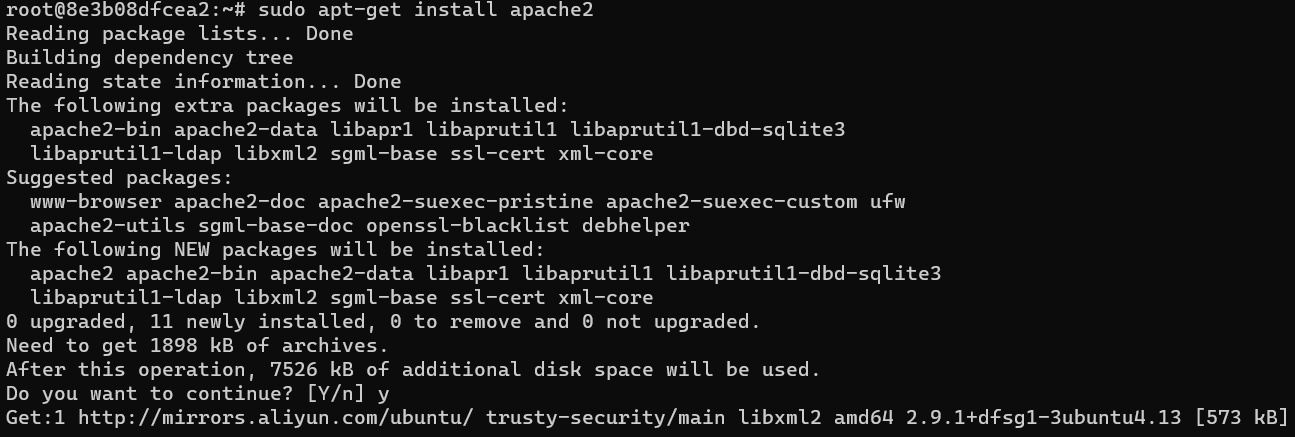 root@8e3b08dfcea2:~# sudo apt-get install apache2
Reading package lists... Done
Building dependency tree
Reading state information... Done
The following extra packages will be installed:
  apache2-bin apache2-data libapr1 libaprutil1 libaprutil1-dbd-sqlite3
  libaprutil1-ldap libxml2 sgml-base ssl-cert xml-core
Suggested packages:
  www-browser apache2-doc apache2-suexec-pristine apache2-suexec-custom ufw
  apache2-utils sgml-base-doc openssl-blacklist debhelper
The following NEW packages will be installed:
  apache2 apache2-bin apache2-data libapr1 libaprutil1 libaprutil1-dbd-sqlite3
  libaprutil1-ldap libxml2 sgml-base ssl-cert xml-core
0 upgraded, 11 newly installed, 0 to remove and 0 not upgraded.
Need to get 1898 kB of archives.
After this operation, 7526 kB of additional disk space will be used.
Do you want to continue? [Y/n] y
Get:1 http://mirrors.aliyun.com/ubuntu/ trusty-security/main libxml2 amd64 2.9.1+dfsg1-3ubuntu4.13 [573 kB]